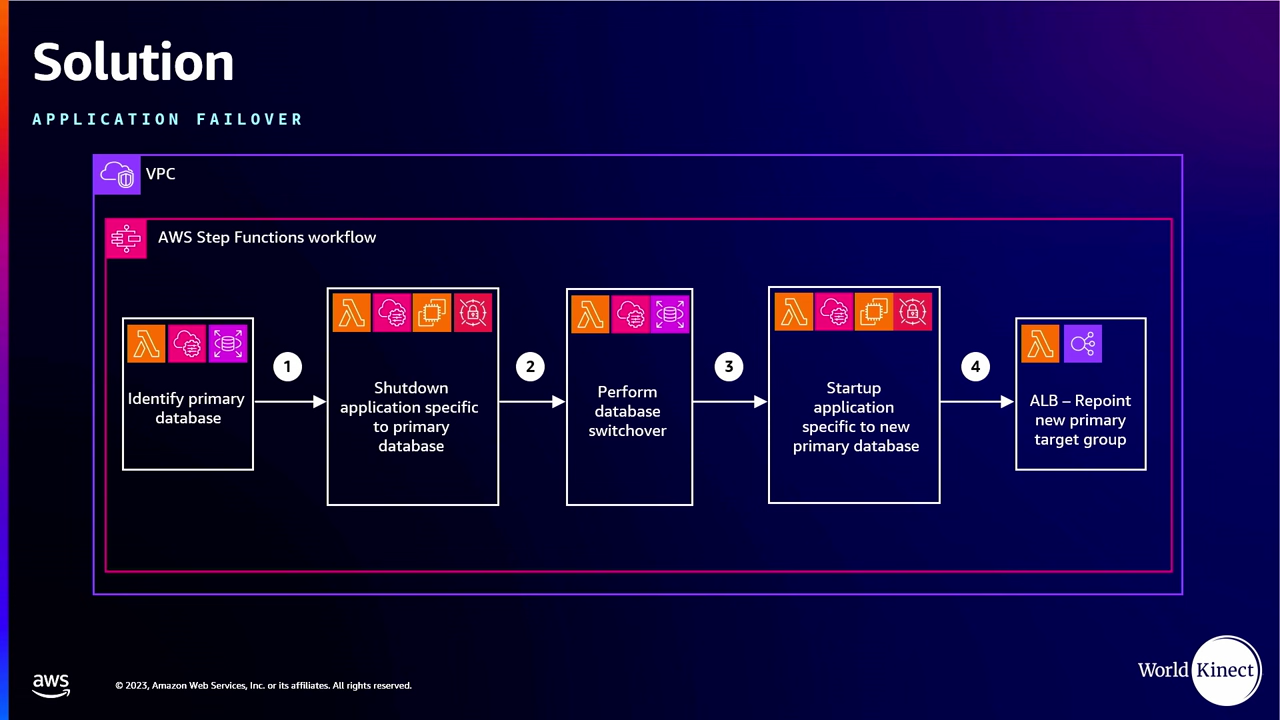 Solution
APPLICATION FAILOVER
VPC
AWS Step Functions workflow
Identify primary
database
1
Shutdown
application specific
to primary
database
2
Perform
database
switchover
3
Startup
application
specific to new
primary database
4
ALB – Repoint
new primary
target group
aws
© 2023, Amazon Web Services, Inc. or its affiliates. All rights reserved.
World Kinect